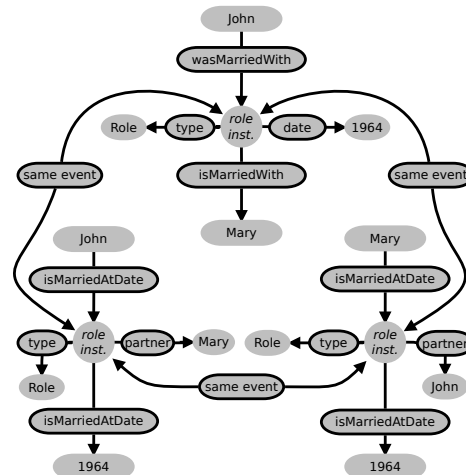 John
wasMarriedWith
Role
type
role
inst.
date
1964
same event
isMarriedWith
same event
Mary
John
Mary
isMarriedAtDate
isMarriedAtDate
type
role
inst.
partner
Mary
Role
type
role
inst.
partner
Role
same event
John
isMarriedAtDate
isMarriedAtDate
1964
1964